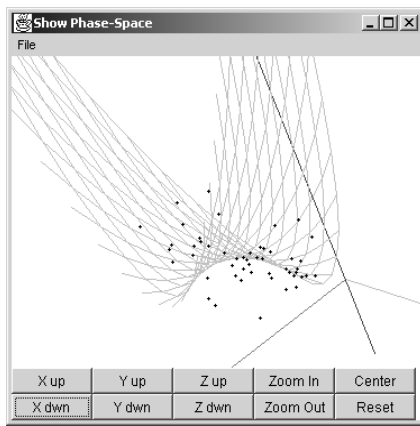 Show Phase-Space
File
X up Y up Z up Zoom In Center
X dwn Y dwn Z dwn Zoom Out Reset